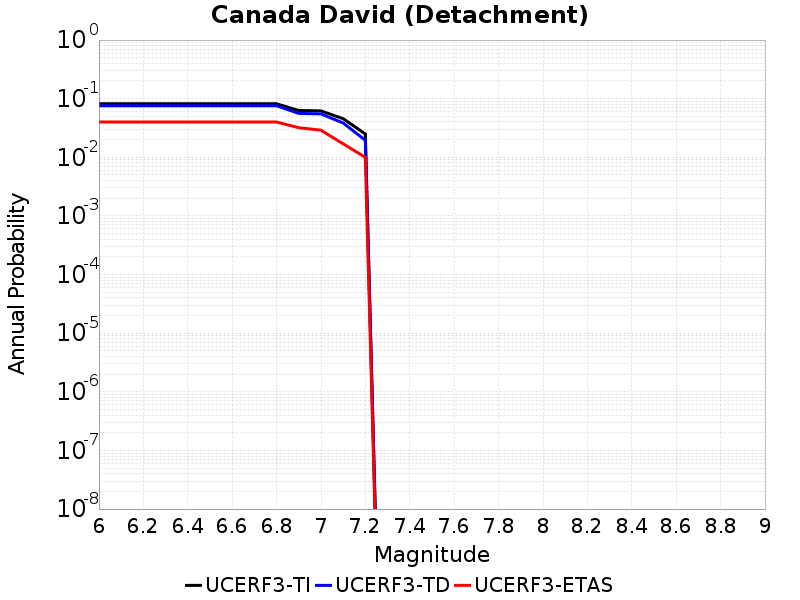 Canada David (Detachment)
10^0
10^-1
10^-2
10^-3
10^-4
10^-5
10^-6
10^-7
10^-8
Annual Probability
6 6.2 6.4 6.6 6.8 7 7.2 7.4 7.6 7.8 8 8.2 8.4 8.6 8.8 9
Magnitude
UCERF3-TI UCERF3-TD UCERF3-ETAS